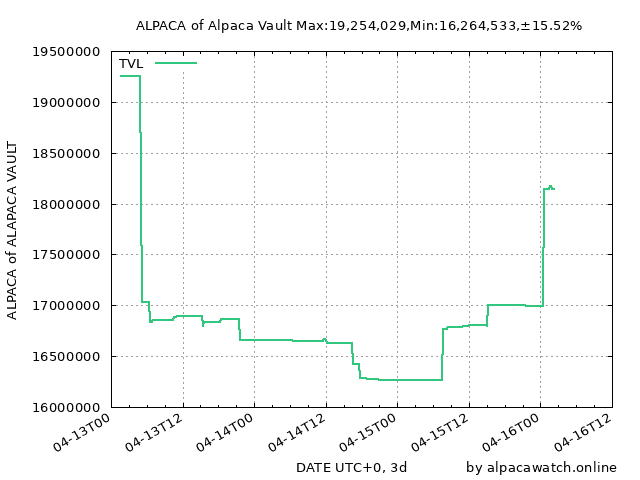 ALPACA of Alpaca Vault Max:19,254,029,Min:16,264,533,±15.52%
TVL
19500000
19000000
18500000
18000000
17500000
17000000
16500000
16000000
ALPACA of ALAPACA VAULT
04-13T00
04-13T12
04-14T00
04-14T12
04-15T00
04-15T12
04-16T00
04-16T12
DATE UTC+0, 3d
by alpacawatch.online